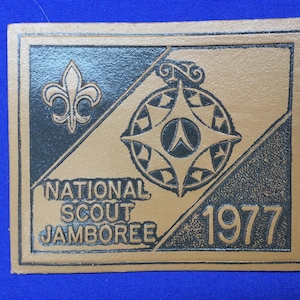 N
NATIONAL
SCOUT
JAMBOREE
1977